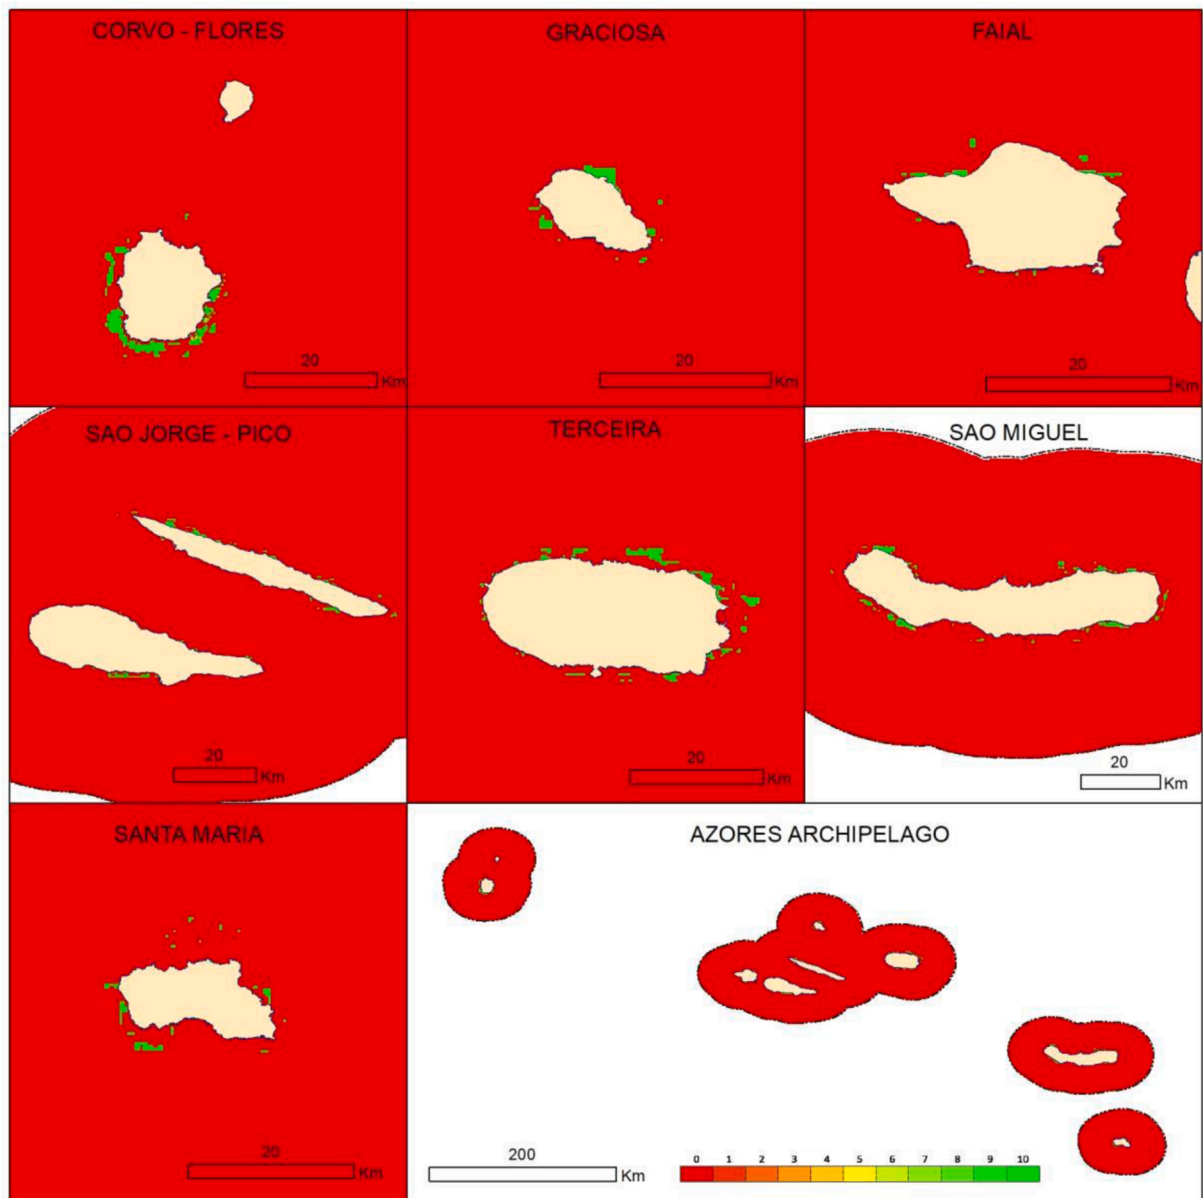 CORVO - FLORES
GRACIOSA
FAIAL
20
Km
20
Km
20
Km
SAO JORGE - PICO
TERCEIRA
SAO MIGUEL
20
Km
20
Km
20
Km
SANTA MARIA
AZORES ARCHIPELAGO
20
Km
200
Km
0 1 2 3 4 5 6 7 8 9 10